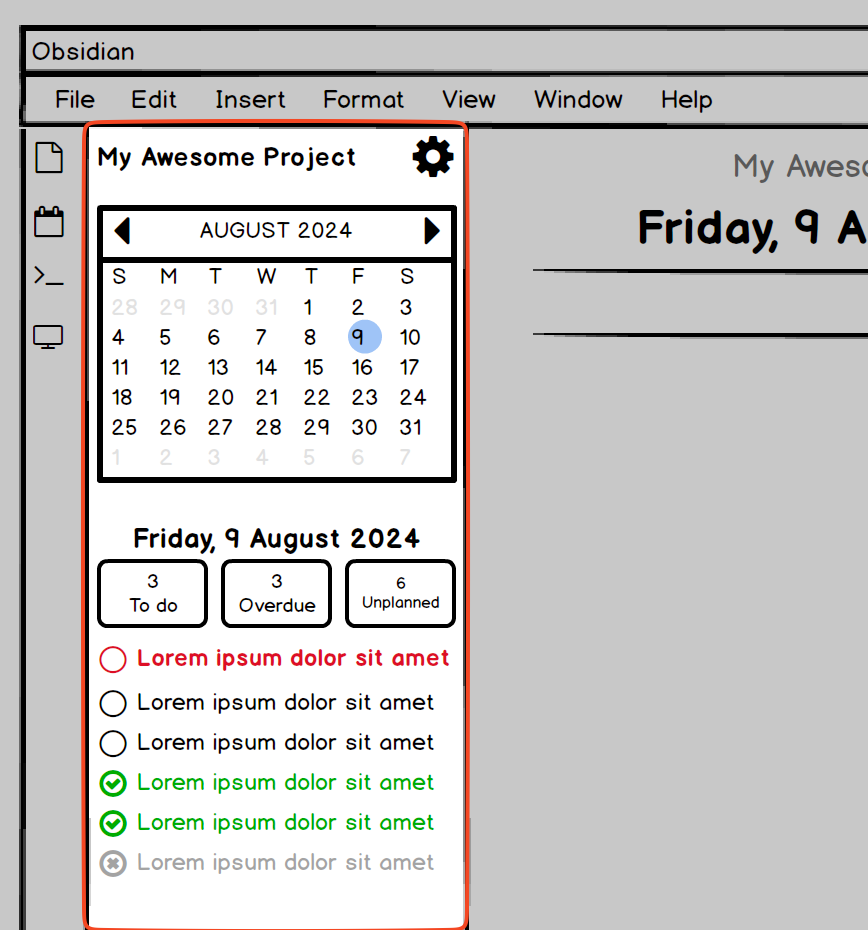 Obsidian
File Edit Insert Format View Window Help
My Awesome Project
AUGUST 2024
S M T W T F S
28 29 30 31 1 2 3
4 5 6 7 8 9 10
11 12 13 14 15 16 17
18 19 20 21 22 23 24
25 26 27 28 29 30 31
1 2 3 4 5 6 7
Friday, 9 August 2024
3
To do
3
Overdue
6
Unplanned
Lorem ipsum dolor sit amet
Lorem ipsum dolor sit amet
Lorem ipsum dolor sit amet
Lorem ipsum dolor sit amet
Lorem ipsum dolor sit amet
Lorem ipsum dolor sit amet
My
Friday, 9